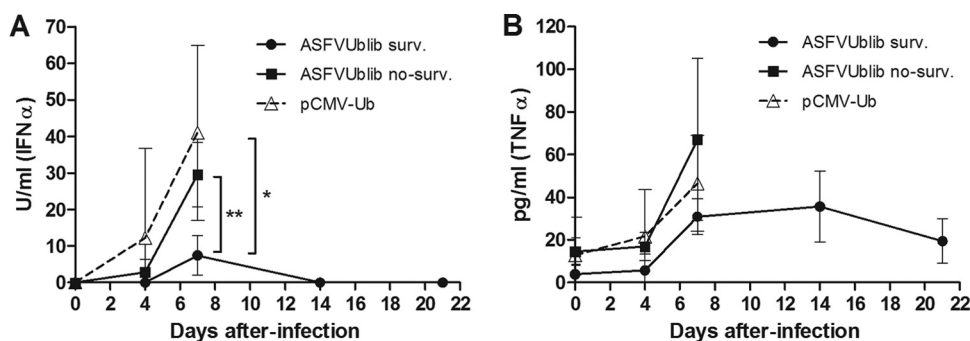 A
ASFVUblib surv.
ASFVUblib no-surv.
pCMV-Ub
U/ml (IFNα)
70
60
50
40
30
20
10
0
*
**
0 2 4 6 8 10 12 14 16 18 20 22
Days after-infection
B
ASFVUblib surv.
ASFVUblib no-surv.
pCMV-Ub
pg/ml (TNFα)
120
100
80
60
40
20
0
0 2 4 6 8 10 12 14 16 18 20 22
Days after-infection